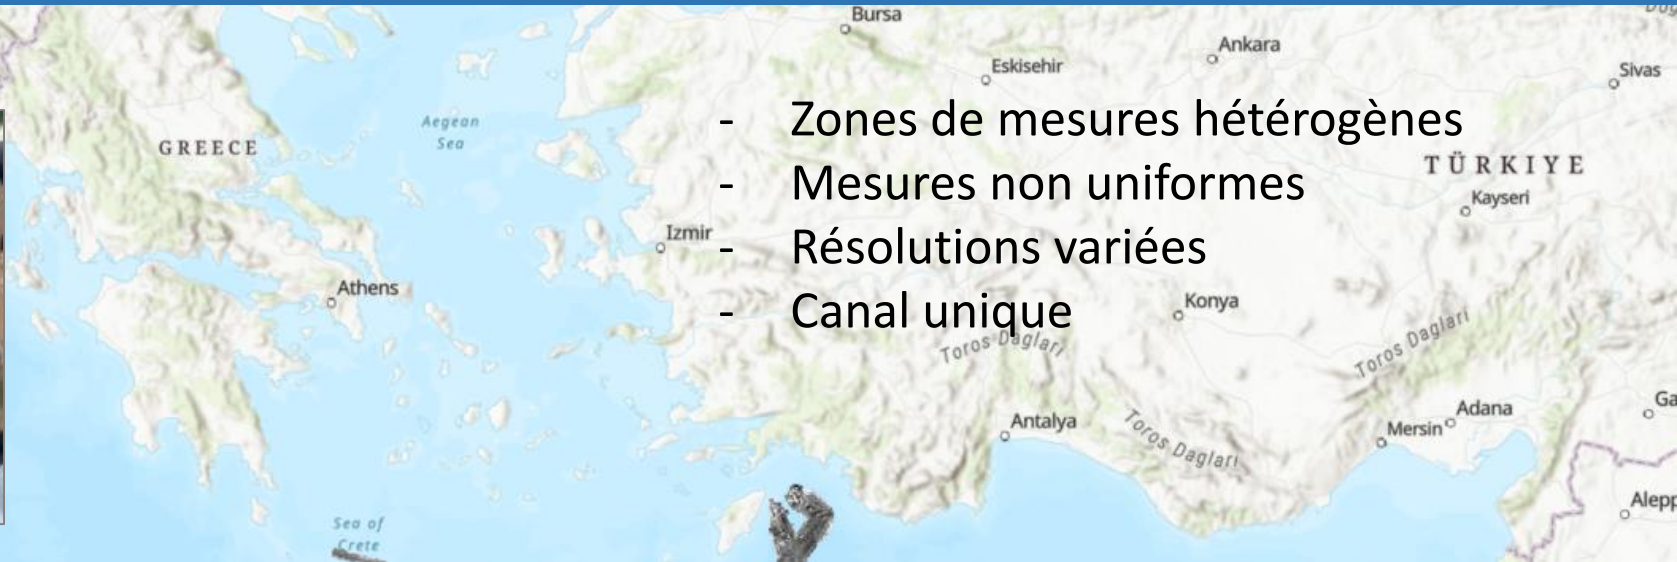 Bursa
Ankara
Eskisehir
Sivas
Aegean
Sea
GREECE
- Zones de mesures hétérogènes
- Mesures non uniformes
- Résolutions variées
- Canal unique
TÜRKIYE
Kayseri
Izmir
Athens
Konya
Toros Daglari
Toros Daglari
Antalya
Toros Daglari
Adana
Mersin
Ga
Alepp
Sea of
Crete